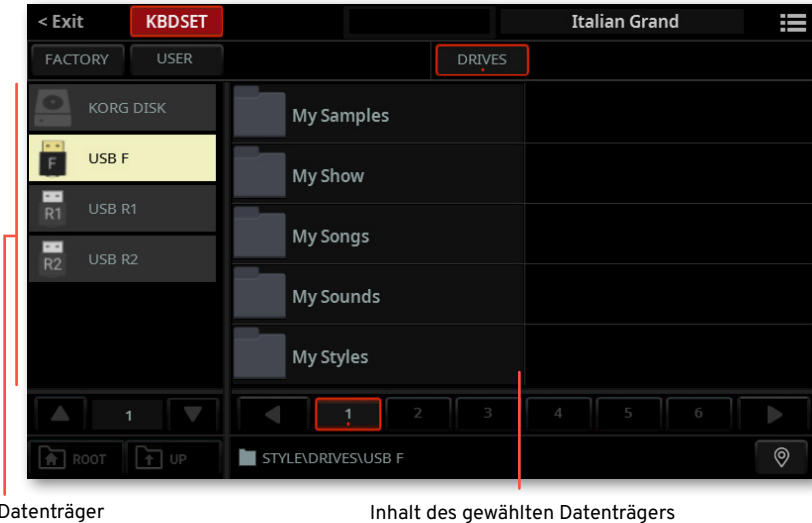 < Exit KBDSET Italian Grand
FACTORY USER DRIVES
KORG DISK
F USB F
R1 USB R1
R2 USB R2
My Samples
My Show
My Songs
My Sounds
My Styles
1 1 2 3 4 5 6
ROOT UP STYLE\DRIVES\USB F
Datenträger Inhalt des gewählten Datenträgers